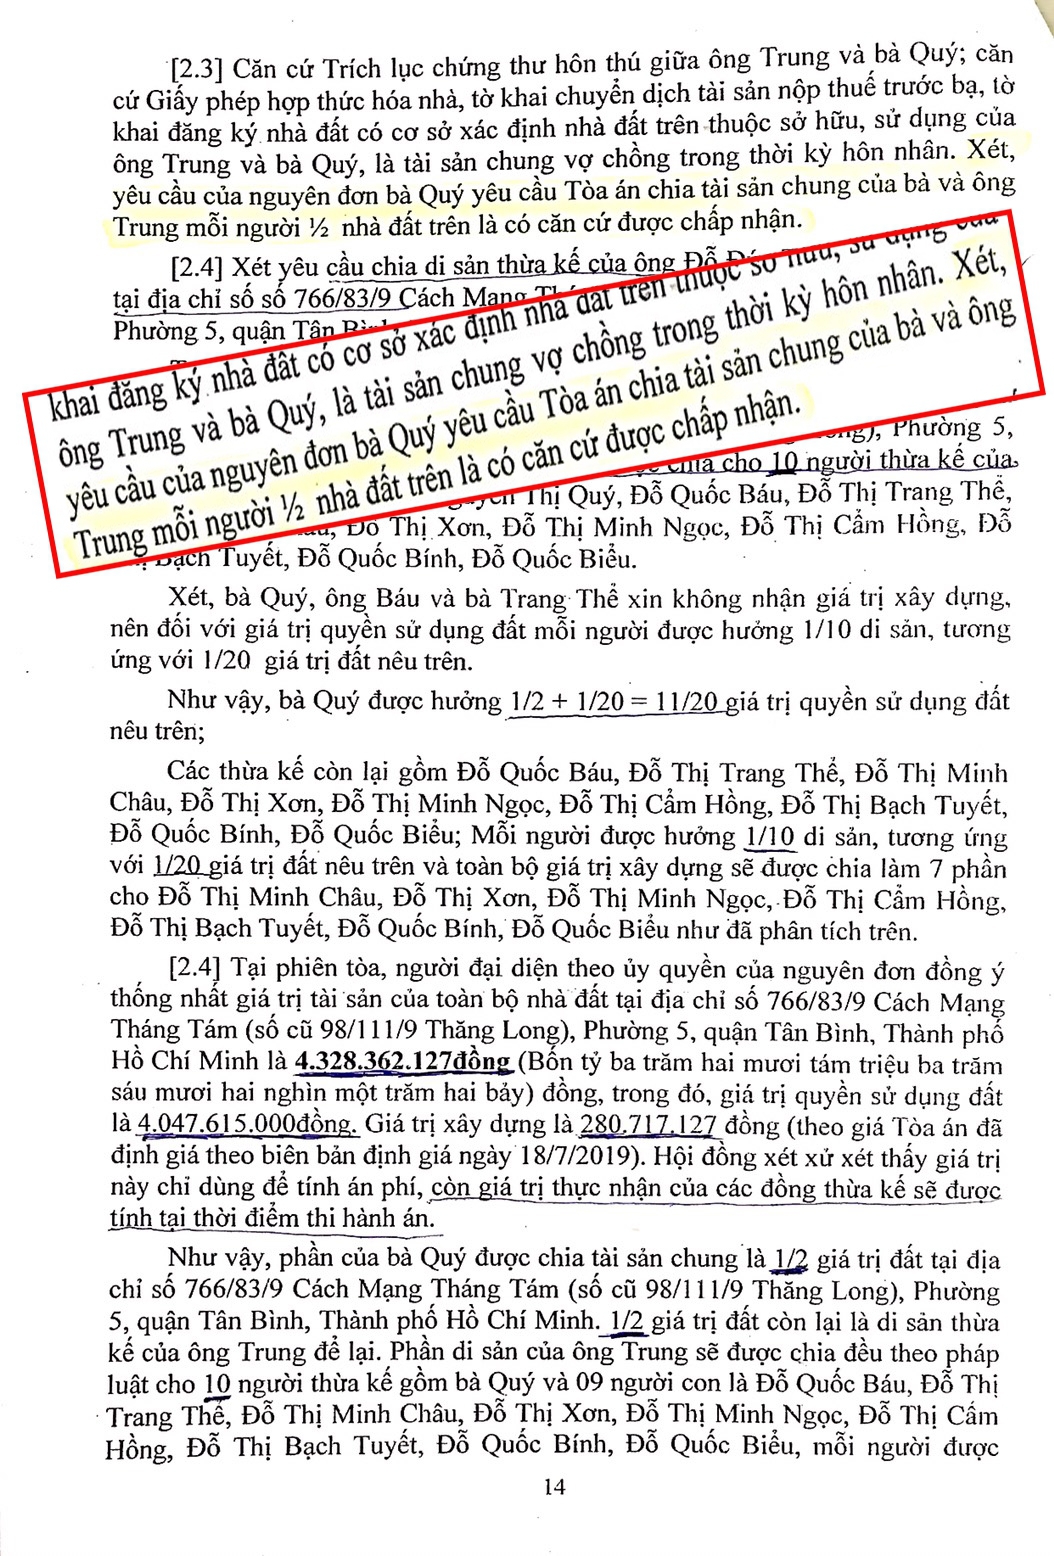 [2.3] Căn cứ Trích lục chứng thư hôn thú giữa ông Trung và bà Quý; căn
cứ Giấy phép hợp thức hóa nhà, tờ khai chuyển dịch tài sản nộp thuế trước bạ, tờ
khai đăng ký nhà đất có cơ sở xác định nhà đất trên thuộc sở hữu, sử dụng của
ông Trung và bà Quý, là tài sản chung vợ chồng trong thời kỳ hôn nhân. Xét,
yêu cầu của nguyên đơn bà Quý yêu cầu Tòa án chia tài sản chung của bà và ông
Trung mỗi người ½ nhà đất trên là có căn cứ được chấp nhận.
[2.4] Xét yêu cầu chia di sản thừa kế của ông Đỗ
tại địa chỉ số số 766/83/9 Cách Mạng
Phường 5, quận Tân
khai đăng ký nhà đất có cơ sở xác định nhà đất trên thuộc sở hữu, sử dụng của
ông Trung và bà Quý, là tài sản chung vợ chồng trong thời kỳ hôn nhân. Xét,
yêu cầu của nguyên đơn bà Quý yêu cầu Tòa án chia tài sản chung của bà và ông
Trung mỗi người ½ nhà đất trên là có căn cứ được chấp nhận.
Phường 5,
chia cho 10 người thừa kế của
Thị Quý, Đỗ Quốc Báu, Đỗ Thị Trang Thể,
Đỗ Thị Xơn, Đỗ Thị Minh Ngọc, Đỗ Thị Cẩm Hồng, Đỗ
Bạch Tuyết, Đỗ Quốc Bính, Đỗ Quốc Biểu.
Xét, bà Quý, ông Báu và bà Trang Thể xin không nhận giá trị xây dựng,
nên đối với giá trị quyền sử dụng đất mỗi người được hưởng 1/10 di sản, tương
ứng với 1/20 giá trị đất nêu trên.
Như vậy, bà Quý được hưởng 1/2 + 1/20 = 11/20 giá trị quyền sử dụng đất
nêu trên;
Các thừa kế còn lại gồm Đỗ Quốc Báu, Đỗ Thị Trang Thể, Đỗ Thị Minh
Châu, Đỗ Thị Xơn, Đỗ Thị Minh Ngọc, Đỗ Thị Cẩm Hồng, Đỗ Thị Bạch Tuyết,
Đỗ Quốc Bính, Đỗ Quốc Biểu; Mỗi người được hưởng 1/10 di sản, tương ứng
với 1/20 giá trị đất nêu trên và toàn bộ giá trị xây dựng sẽ được chia làm 7 phần
cho Đỗ Thị Minh Châu, Đỗ Thị Xơn, Đỗ Thị Minh Ngọc, Đỗ Thị Cẩm Hồng,
Đỗ Thị Bạch Tuyết, Đỗ Quốc Bính, Đỗ Quốc Biểu như đã phân tích trên.
[2.4] Tại phiên tòa, người đại diện theo ủy quyền của nguyên đơn đồng ý
thống nhất giá trị tài sản của toàn bộ nhà đất tại địa chỉ số 766/83/9 Cách Mạng
Tháng Tám (số cũ 98/111/9 Thăng Long), Phường 5, quận Tân Bình, Thành phố
Hồ Chí Minh là 4.328.362.127đồng (Bốn tỷ ba trăm hai mươi tám triệu ba trăm
sáu mươi hai nghìn một trăm hai bảy) đồng, trong đó, giá trị quyền sử dụng đất
là 4.047.615.000đồng. Giá trị xây dựng là 280.717.127 đồng (theo giá Tòa án đã
định giá theo biên bản định giá ngày 18/7/2019). Hội đồng xét xử xét thấy giá trị
này chỉ dùng để tính án phí, còn giá trị thực nhận của các đồng thừa kế sẽ được
tính tại thời điểm thi hành án.
Như vậy, phần của bà Quý được chia tài sản chung là 1/2 giá trị đất tại địa
chỉ số 766/83/9 Cách Mạng Tháng Tám (số cũ 98/111/9 Thăng Long), Phường
5, quận Tân Bình, Thành phố Hồ Chí Minh. 1/2 giá trị đất còn lại là di sản thừa
kế của ông Trung để lại. Phần di sản của ông Trung sẽ được chia đều theo pháp
luật cho 10 người thừa kế gồm bà Quý và 09 người con là Đỗ Quốc Báu, Đỗ Thị
Trang Thể, Đỗ Thị Minh Châu, Đỗ Thị Xơn, Đỗ Thị Minh Ngọc, Đỗ Thị Cẩm
Hồng, Đỗ Thị Bạch Tuyết, Đỗ Quốc Bính, Đỗ Quốc Biểu, mỗi người được
14